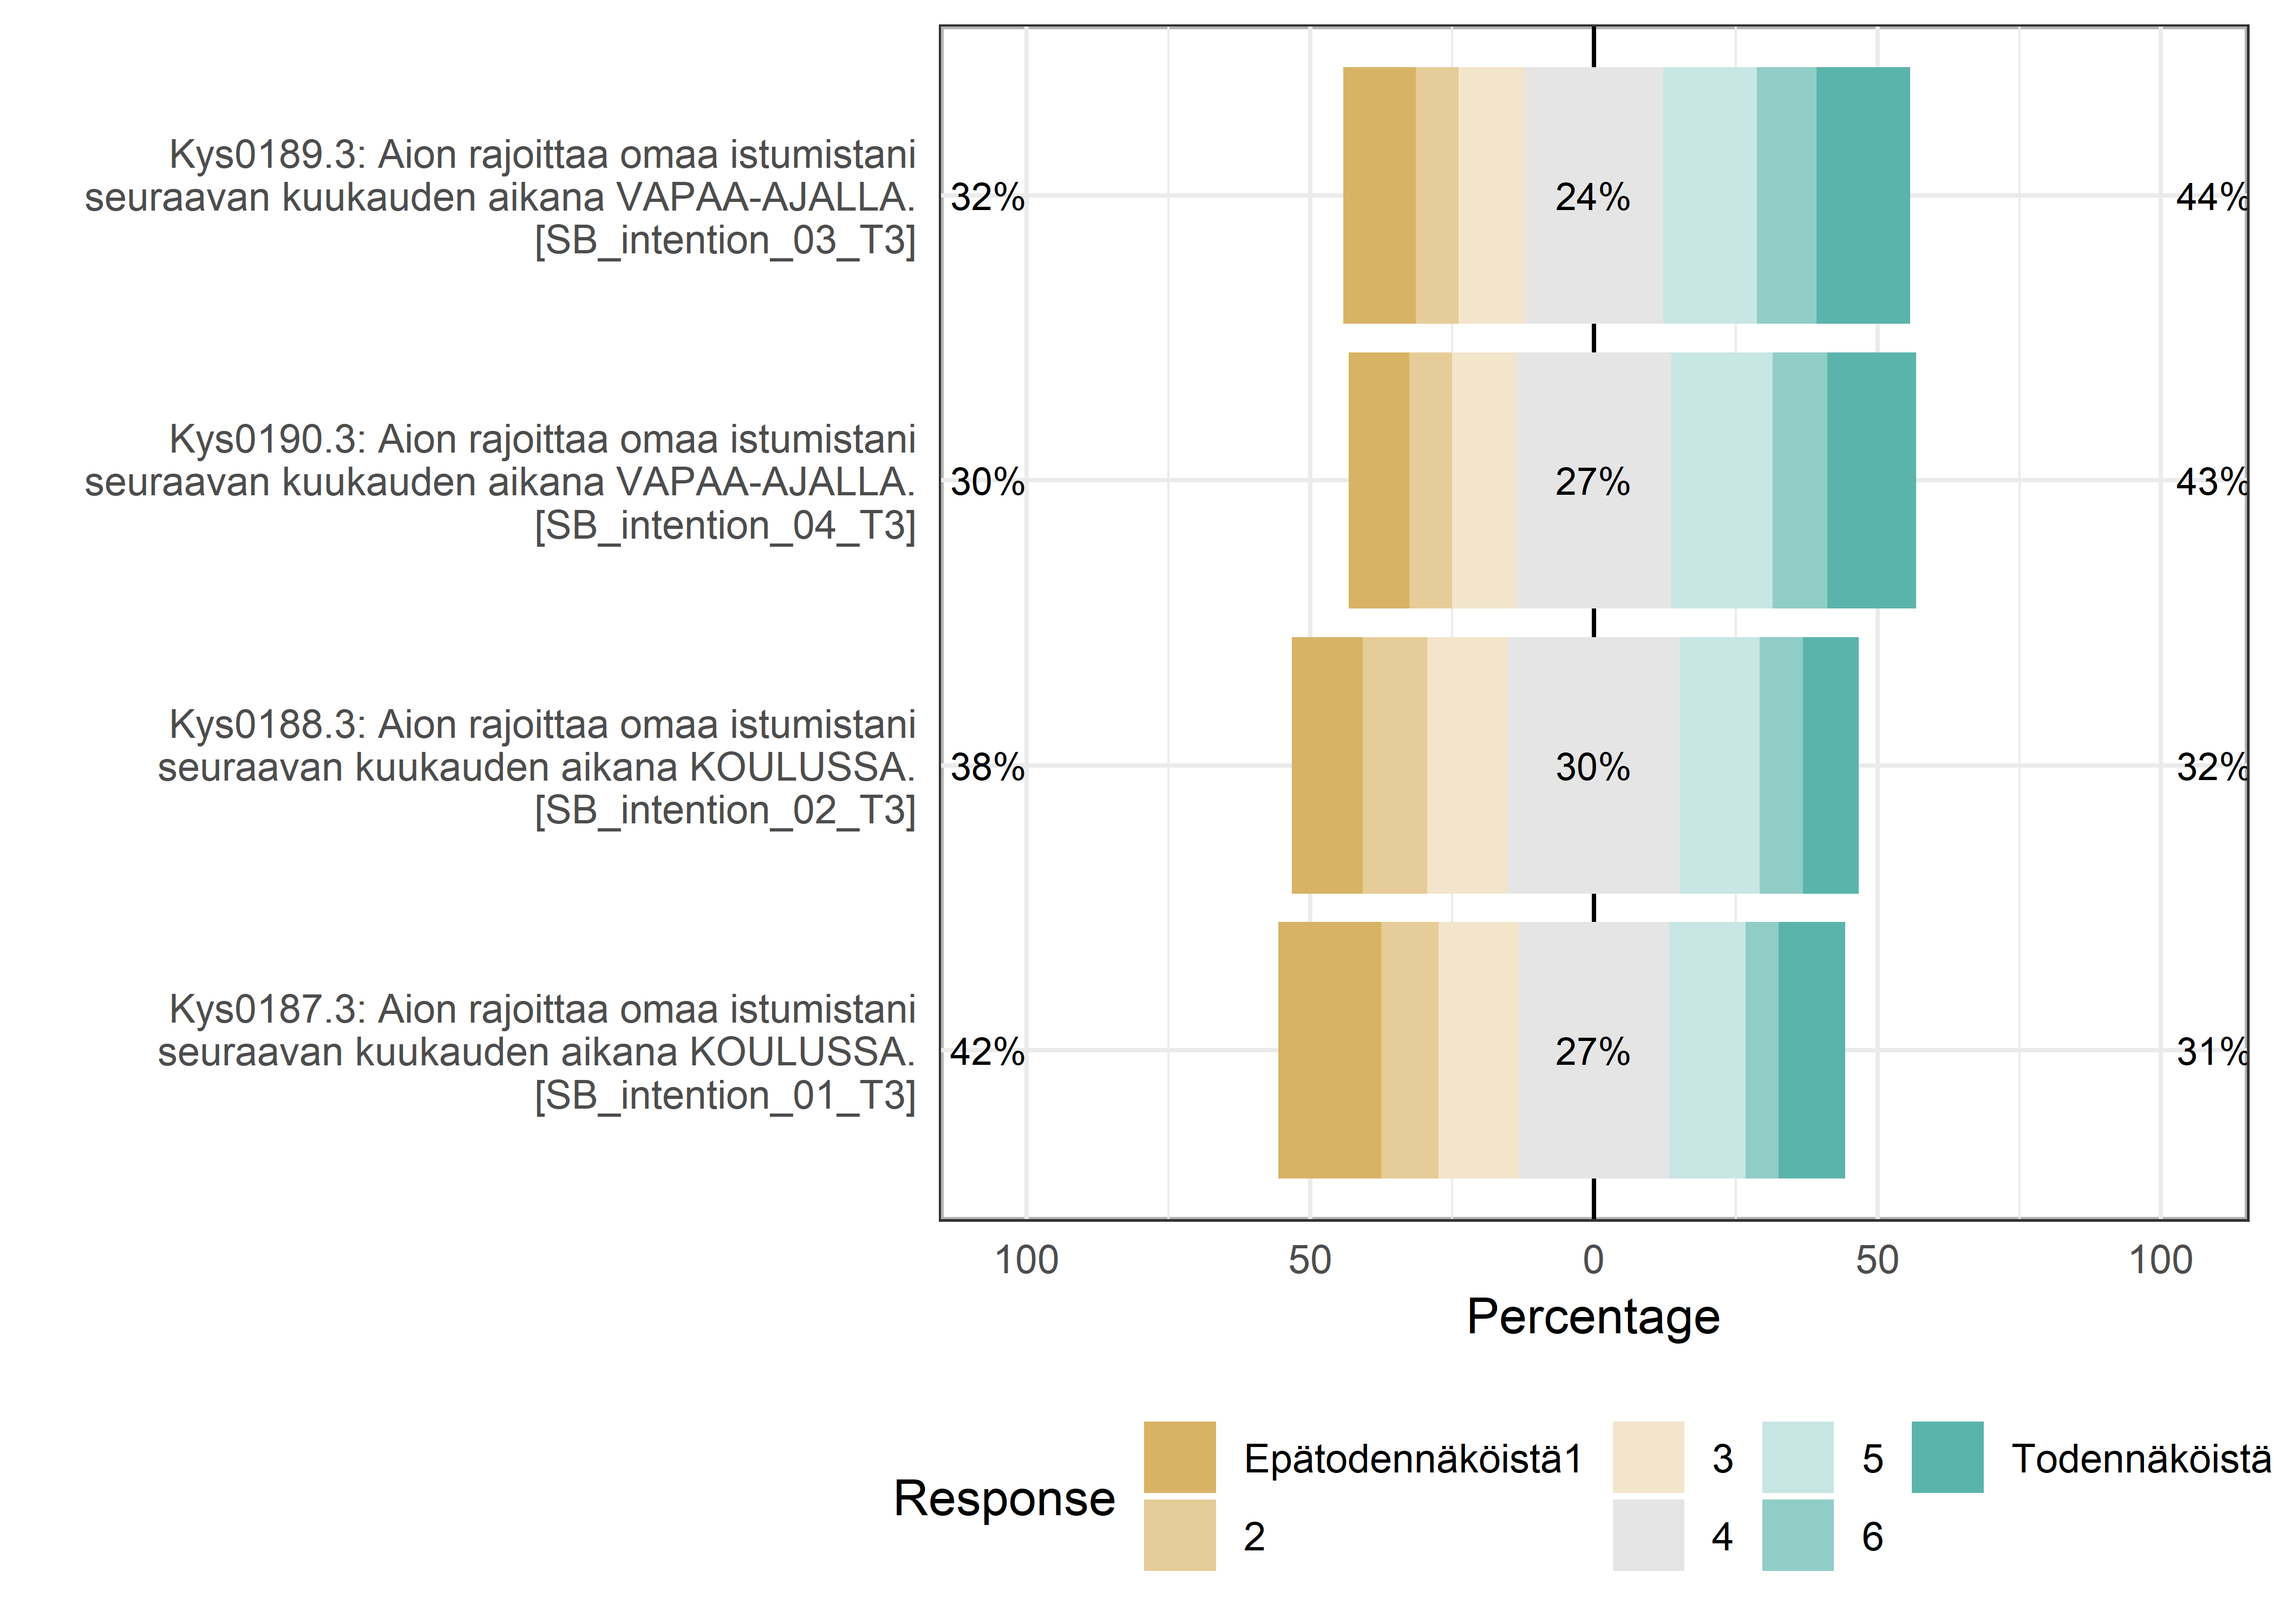 Kys0189.3: Aion rajoittaa omaa istumistani
seuraavan kuukauden aikana VAPAA-AJALLA.
[SB_intention_03_T3]
32%
24%
44%
Kys0190.3: Aion rajoittaa omaa istumistani
seuraavan kuukauden aikana VAPAA-AJALLA.
[SB_intention_04_T3]
30%
27%
43%
Kys0188.3: Aion rajoittaa omaa istumistani
seuraavan kuukauden aikana KOULUSSA.
[SB_intention_02_T3]
38%
30%
32%
Kys0187.3: Aion rajoittaa omaa istumistani
seuraavan kuukauden aikana KOULUSSA.
[SB_intention_01_T3]
42%
27%
31%
100 50 0 50 100
Percentage
Response
Epätodennäköistä1 3 5 Todennäköistä
2 4 6